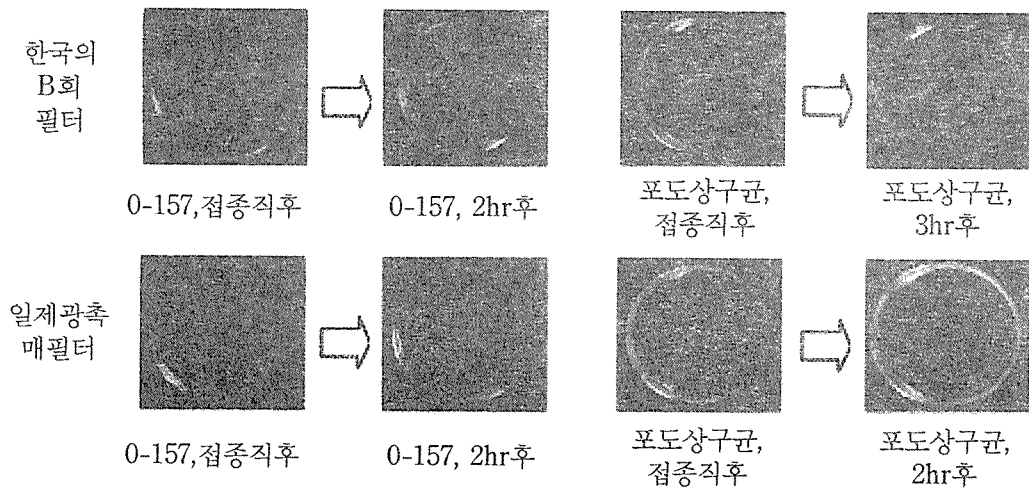 한국의
B회
필터
0-157,접종직후
0-157, 2hr후
포도상구균,
접종직후
포도상구균,
3hr후
일제광촉
매필터
0-157,접종직후
0-157, 2hr후
포도상구균,
접종직후
포도상구균,
2hr후